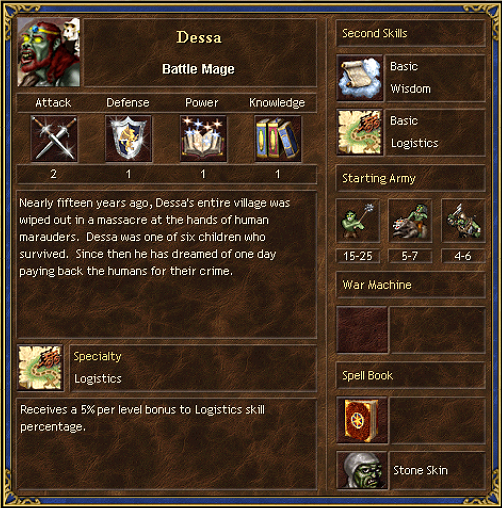 Dessa
Battle Mage
Attack Defense Power Knowledge
2 1 1 1
Nearly fifteen years ago, Dessa's entire village was
wiped out in a massacre at the hands of human
marauders. Dessa was one of six children who
survived. Since then he has dreamed of one day
paying back the humans for their crime.
Specialty
Logistics
Receives a 5% per level bonus to Logistics skill
percentage.
Second Skills
Basic
Wisdom
Basic
Logistics
Starting Army
15-25 5-7 4-6
War Machine
Spell Book
Stone Skin